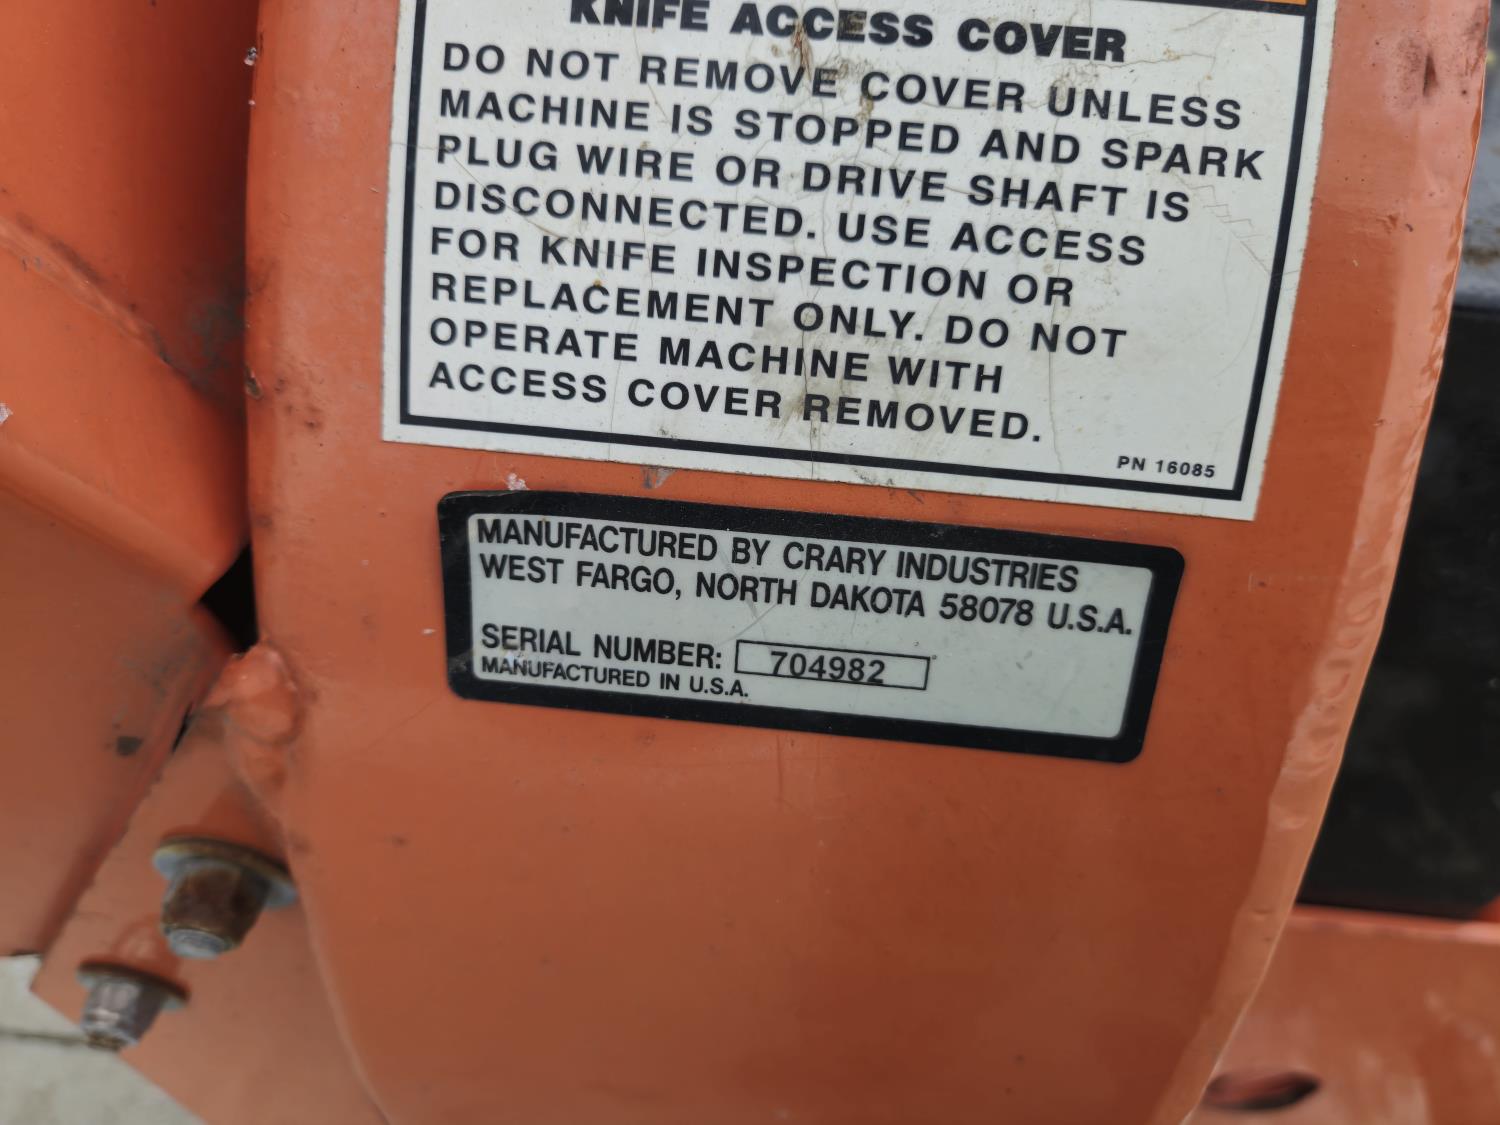 KNIFE ACCESS COVER
DO NOT REMOVE COVER UNLESS
MACHINE IS STOPPED AND SPARK
PLUG WIRE OR DRIVE SHAFT IS
DISCONNECTED. USE ACCESS
FOR KNIFE INSPECTION OR
REPLACEMENT ONLY. DO NOT
OPERATE MACHINE WITH
ACCESS COVER REMOVED.
PN 16085
MANUFACTURED BY CRARY INDUSTRIES
WEST FARGO, NORTH DAKOTA 58078 U.S.A.
SERIAL NUMBER: 704982
MANUFACTURED IN U.S.A.